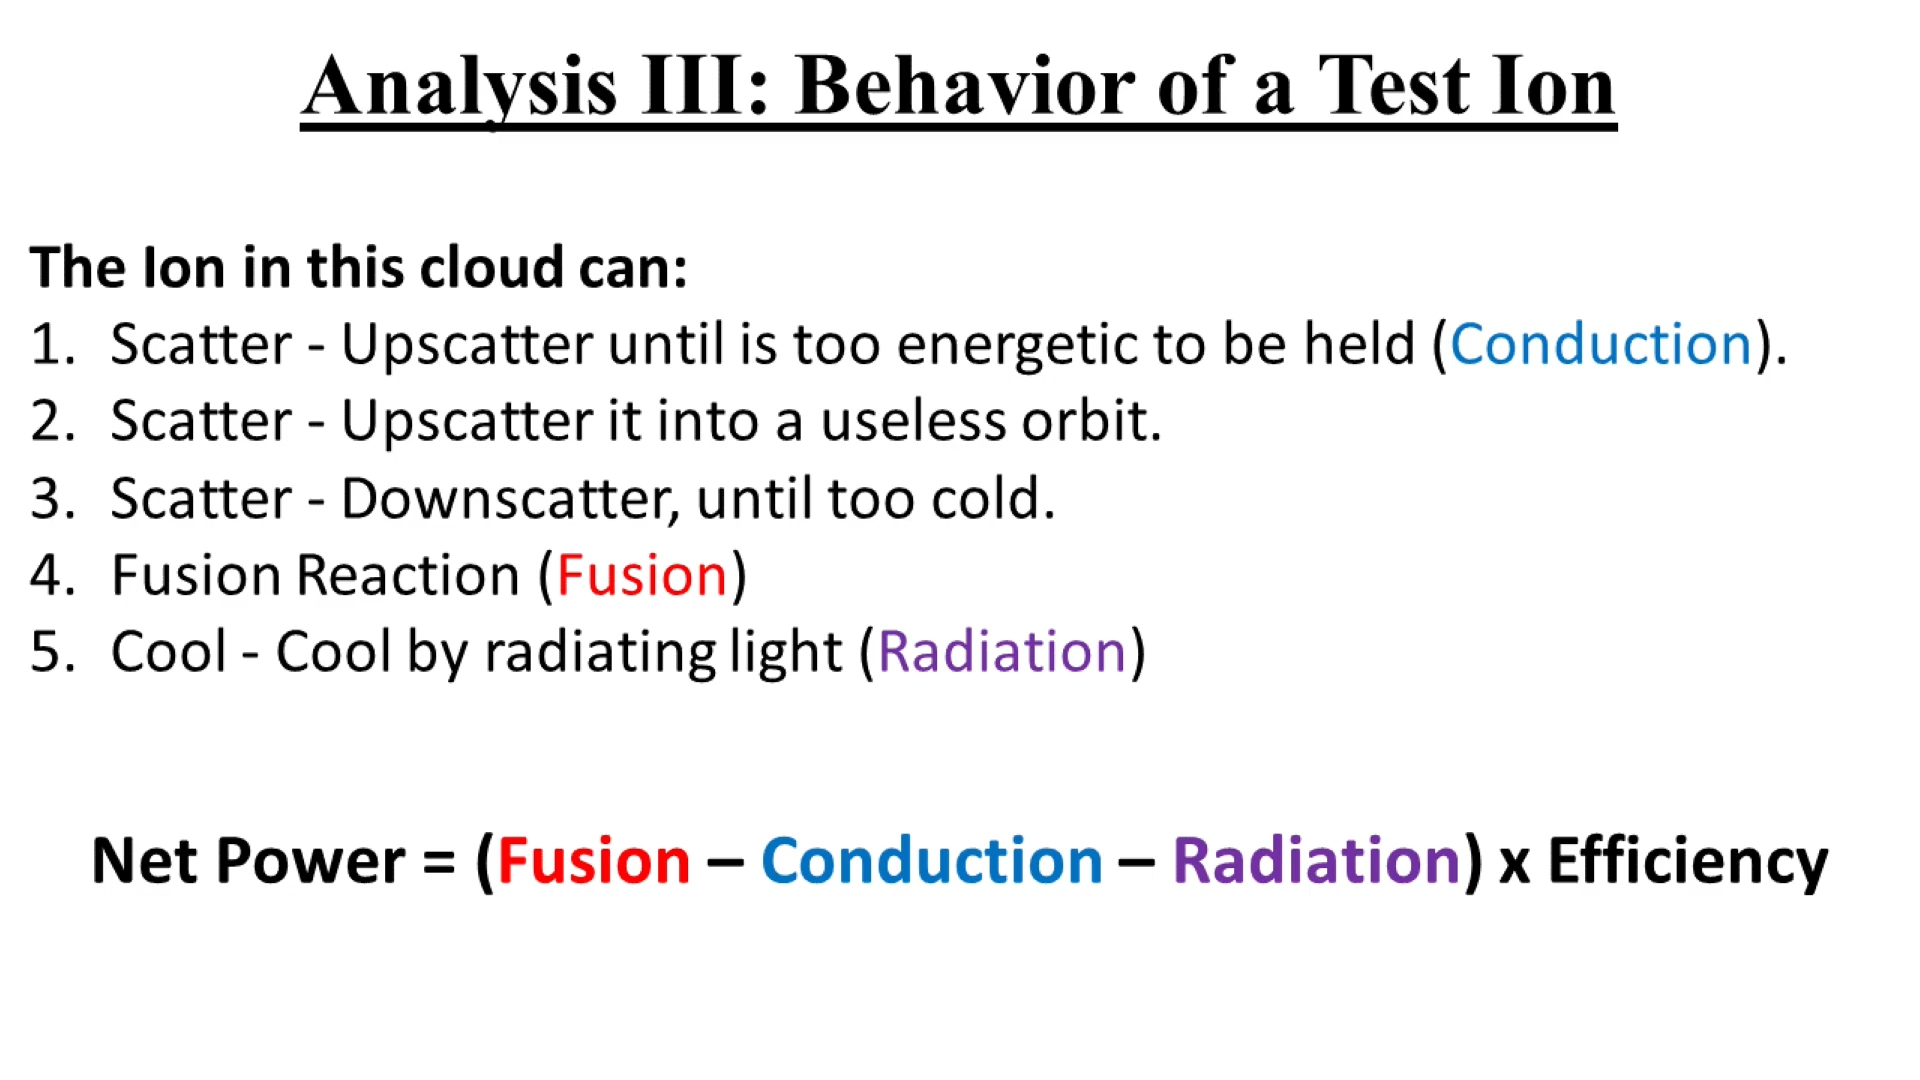 Analysis III: Behavior of a Test Ion
The Ion in this cloud can:
1. Scatter - Upscatter until is too energetic to be held (Conduction).
2. Scatter - Upscatter it into a useless orbit.
3. Scatter - Downscatter, until too cold.
4. Fusion Reaction (Fusion)
5. Cool - Cool by radiating light (Radiation)
Net Power = (Fusion – Conduction – Radiation) x Efficiency